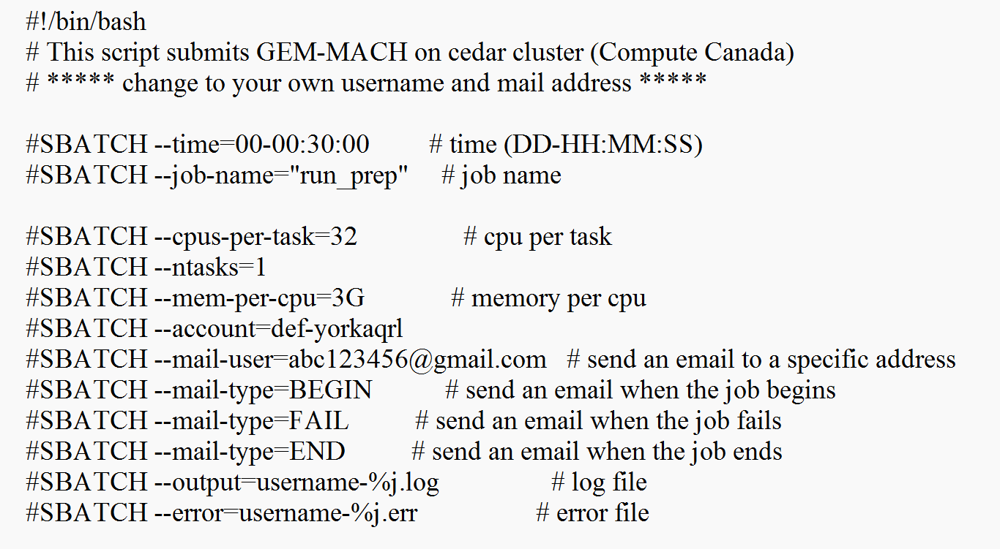 #!/bin/bash
# This script submits GEM-MACH on cedar cluster (Compute Canada)
# ***** change to your own username and mail address *****
#SBATCH --time=00-00:30:00 # time (DD-HH:MM:SS)
#SBATCH --job-name="run_prep" # job name
#SBATCH --cpus-per-task=32 # cpu per task
#SBATCH --ntasks=1
#SBATCH --mem-per-cpu=3G # memory per cpu
#SBATCH --account=def-yorkaqrl
#SBATCH --mail-user=abc123456@gmail.com # send an email to a specific address
#SBATCH --mail-type=BEGIN # send an email when the job begins
#SBATCH --mail-type=FAIL # send an email when the job fails
#SBATCH --mail-type=END # send an email when the job ends
#SBATCH --output=username-%j.log # log file
#SBATCH --error=username-%j.err # error file